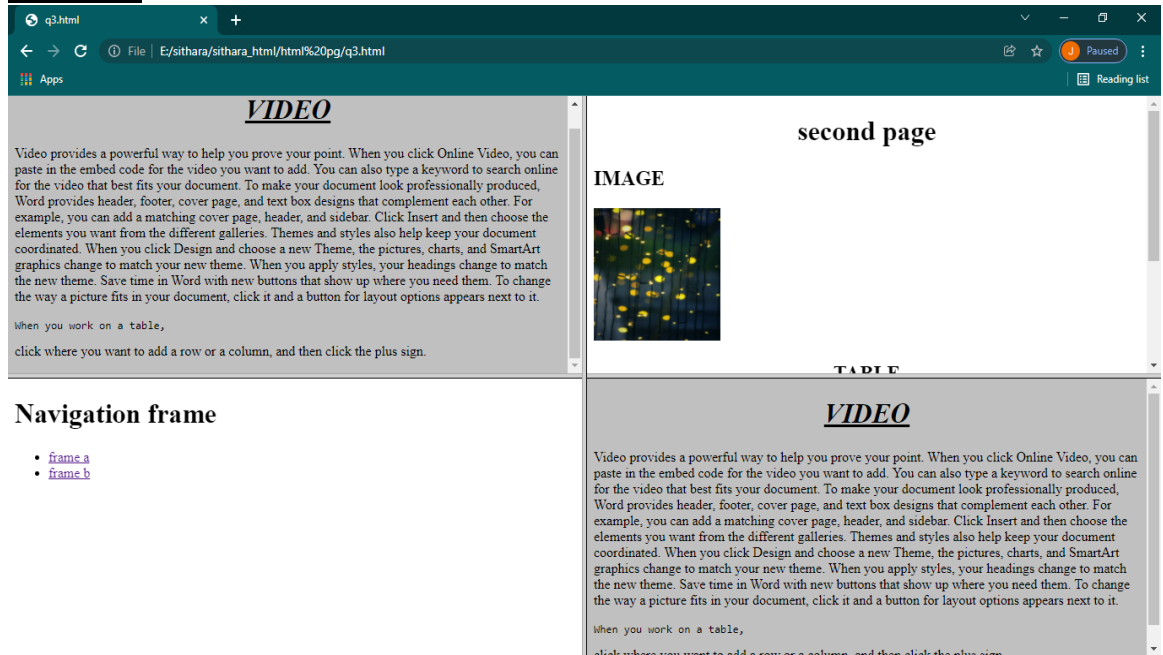 q3.html
File E:/sithara/sithara_html/html%20pg/q3.html
J Paused
Apps
Reading list
VIDEO
Video provides a powerful way to help you prove your point. When you click Online Video, you can
paste in the embed code for the video you want to add. You can also type a keyword to search online
for the video that best fits your document. To make your document look professionally produced,
Word provides header, footer, cover page, and text box designs that complement each other. For
example, you can add a matching cover page, header, and sidebar. Click Insert and then choose the
elements you want from the different galleries. Themes and styles also help keep your document
coordinated. When you click Design and choose a new Theme, the pictures, charts, and SmartArt
graphics change to match your new theme. When you apply styles, your headings change to match
the new theme. Save time in Word with new buttons that show up where you need them. To change
the way a picture fits in your document, click it and a button for layout options appears next to it.
When you work on a table,
click where you want to add a row or a column, and then click the plus sign.
second page
IMAGE
TABLE
Navigation frame
frame a
frame b
VIDEO
Video provides a powerful way to help you prove your point. When you click Online Video, you can
paste in the embed code for the video you want to add. You can also type a keyword to search online
for the video that best fits your document. To make your document look professionally produced,
Word provides header, footer, cover page, and text box designs that complement each other. For
example, you can add a matching cover page, header, and sidebar. Click Insert and then choose the
elements you want from the different galleries. Themes and styles also help keep your document
coordinated. When you click Design and choose a new Theme, the pictures, charts, and SmartArt
graphics change to match your new theme. When you apply styles, your headings change to match
the new theme. Save time in Word with new buttons that show up where you need them. To change
the way a picture fits in your document, click it and a button for layout options appears next to it.
When you work on a table,
click where you want to add a row or a column, and then click the plus sign.